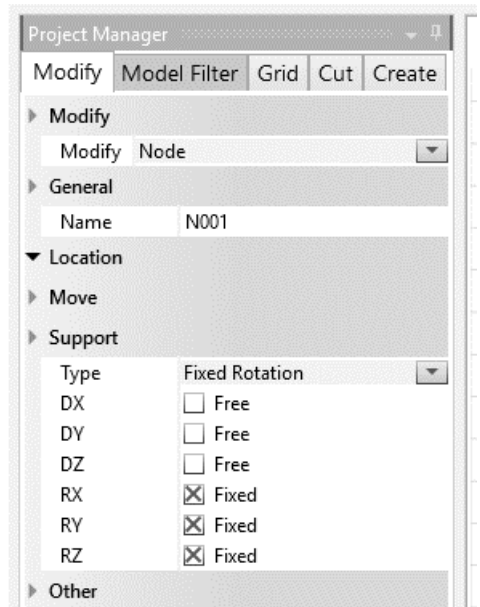 Project Manager
Modify Model Filter Grid Cut Create
Modify
Modify Node
General
Name N001
Location
Move
Support
Type Fixed Rotation
DX Free
DY Free
DZ Free
RX Fixed
RY Fixed
RZ Fixed
Other